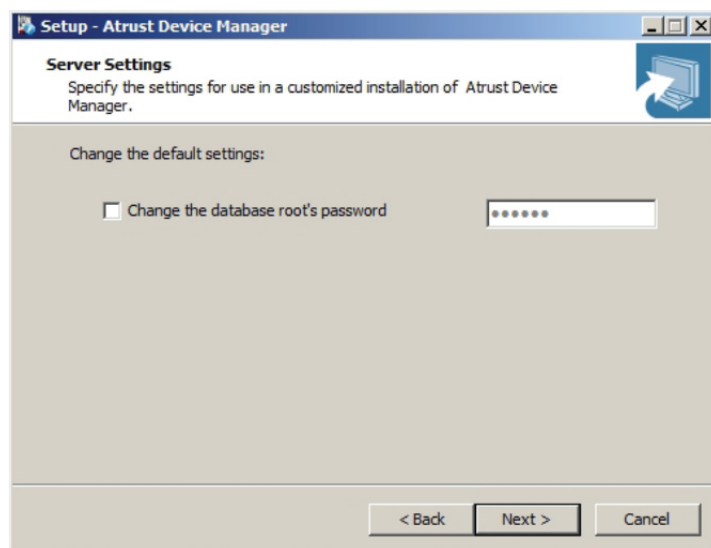 Setup - Atrust Device Manager
Server Settings
Specify the settings for use in a customized installation of Atrust Device
Manager.
Change the default settings:
Change the database root's password
••••••
< Back
Next >
Cancel